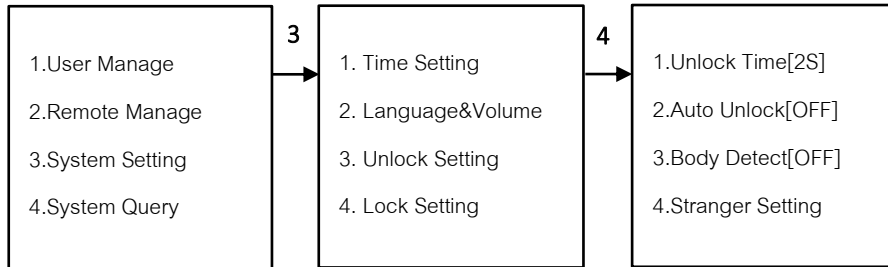 3
4
1.User Manage
2.Remote Manage
3.System Setting
4.System Query
1. Time Setting
2. Language&Volume
3. Unlock Setting
4. Lock Setting
1.Unlock Time[2S]
2.Auto Unlock[OFF]
3.Body Detect[OFF]
4.Stranger Setting